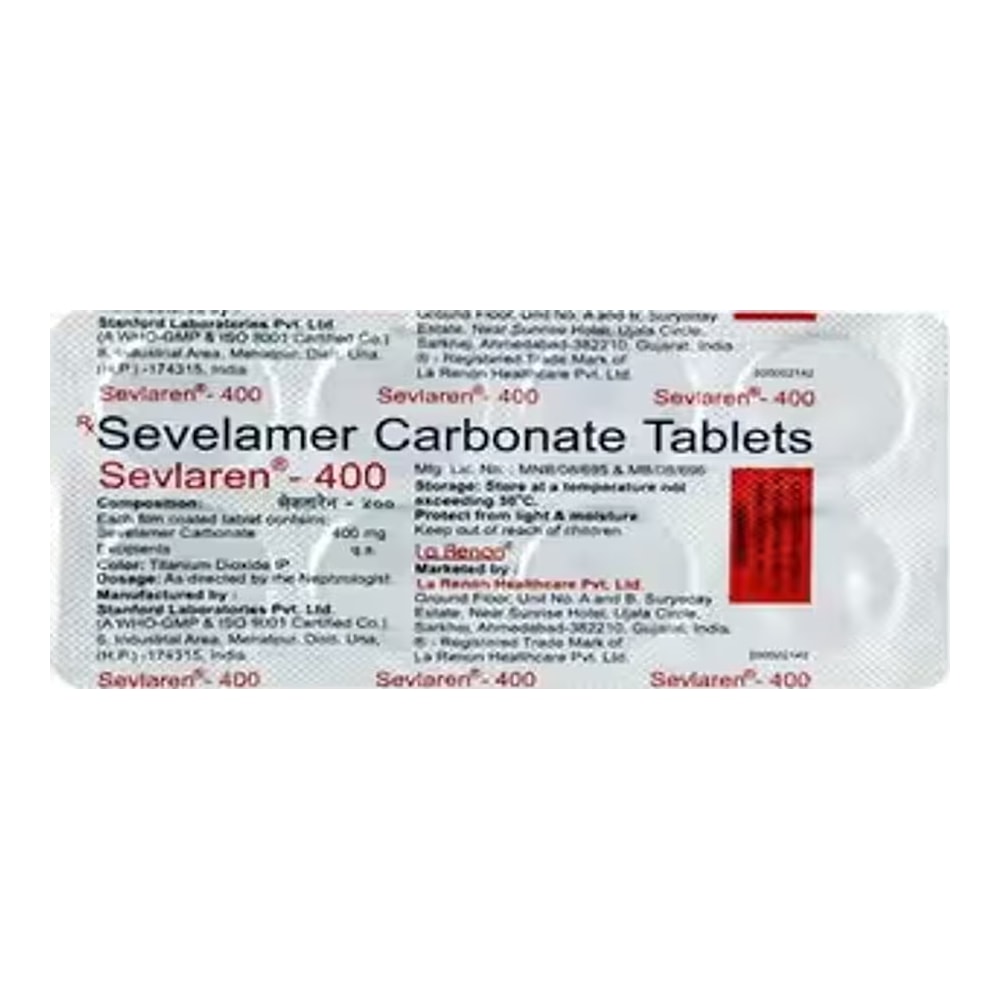 Stanford Laboratories Pvt. Ltd.
(A WHO-GMP & ISO 9001 Certified Co.)
Industrial Area, Mehatpur, Distt. Una,
(H.P.) -174315, India
Ground Floor, Unit No. A and B, Suryoday
Estate, Near Sunrise Hotel, Ujala Circle,
Sarkhej, Ahmedabad-382210, Gujarat, India
® - Registered Trade Mark of
La Renon Healthcare Pvt. Ltd.
Sevlaren®- 400 Sevlaren®- 400 Sevlaren®- 400
Rx Sevelamer Carbonate Tablets
Sevlaren®- 400
Composition:
Each film coated tablet contains:
Sevelamer Carbonate 400 mg
Excipients q.s.
Color: Titanium Dioxide IP
Dosage: As directed by the Nephrologist.
Manufactured by :
Stanford Laboratories Pvt. Ltd.
(A WHO-GMP & ISO 9001 Certified Co.)
Industrial Area, Mehatpur, Distt. Una,
(H.P.) -174315, India
Mfg. Lic. No. :
Storage: Store at a temperature not
exceeding 30°C.
Protect from light & moisture
Keep out of reach of children.
La Renon®
Marketed by :
La Renon Healthcare Pvt. Ltd.
Ground Floor, Unit No. A and B, Suryoday
Estate, Near Sunrise Hotel, Ujala Circle,
Sarkhej, Ahmedabad-382210, Gujarat, India.
® - Registered Trade Mark of
La Renon Healthcare Pvt. Ltd.
Sevlaren®- 400 Sevlaren®- 400 Sevlaren®- 400